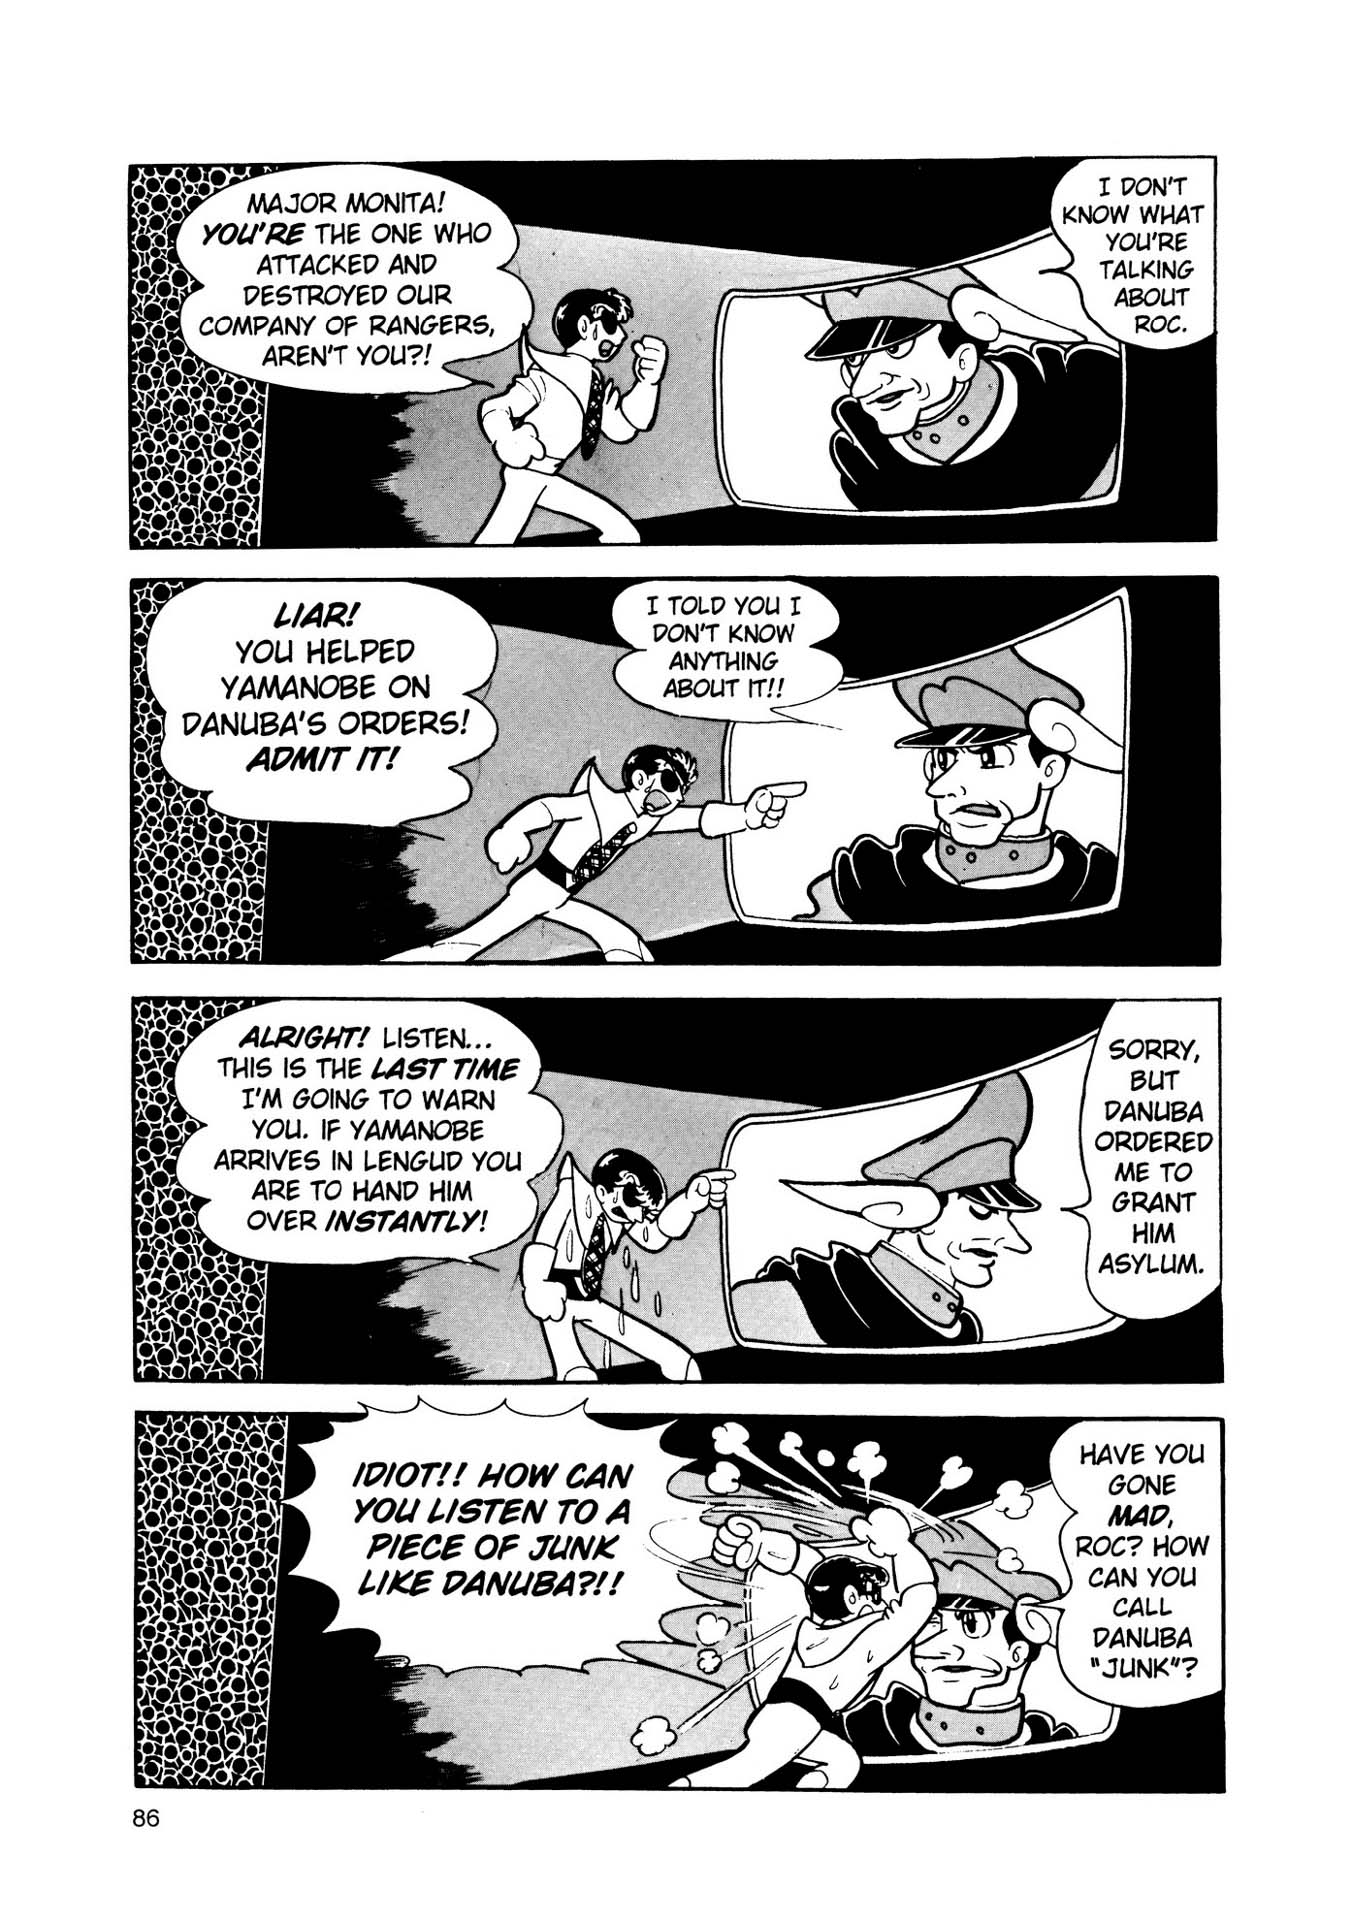 MAJOR MONITA!
YOU'RE THE ONE WHO
ATTACKED AND
DESTROYED OUR
COMPANY OF RANGERS,
AREN'T YOU?!
I DON'T
KNOW WHAT
YOU'RE
TALKING
ABOUT
ROC.
LIAR!
YOU HELPED
YAMANOBE ON
DANUBA'S ORDERS!
ADMIT IT!
I TOLD YOU I
DON'T KNOW
ANYTHING
ABOUT IT!!
ALRIGHT! LISTEN...
THIS IS THE LAST TIME
I'M GOING TO WARN
YOU. IF YAMANOBE
ARRIVES IN LENGUD YOU
ARE TO HAND HIM
OVER INSTANTLY!
SORRY,
BUT
DANUBA
ORDERED
ME TO
GRANT
HIM
ASYLUM.
IDIOT!! HOW CAN
YOU LISTEN TO A
PIECE OF JUNK
LIKE DANUBA?!!
HAVE YOU
GONE
MAD,
ROC? HOW
CAN YOU
CALL
DANUBA
"JUNK"?
86